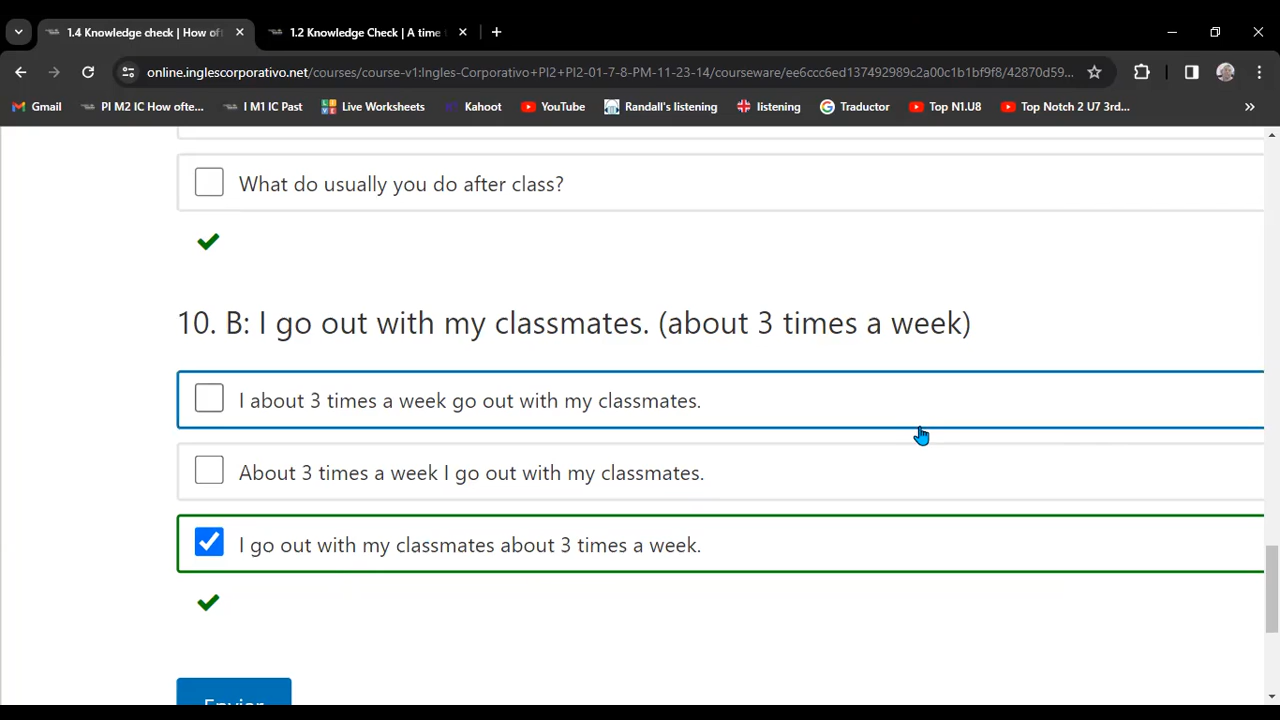 1.4 Knowledge check | How of
1.2 Knowledge Check | A time
online.inglescorporativo.net/courses/course-v1:Ingles-Corporativo+PI2+PI2-01-7-8-PM-11-23-14/courseware/ee6ccc6ed137492989c2a00c1b1bf9f8/42870d59...
Gmail PI M2 IC How ofte... I M1 IC Past Live Worksheets Kahoot YouTube Randall's listening listening Traductor Top N1.U8 Top Notch 2 U7 3rd... »
What do usually you do after class?
10. B: I go out with my classmates. (about 3 times a week)
I about 3 times a week go out with my classmates.
About 3 times a week I go out with my classmates.
I go out with my classmates about 3 times a week.
Enviar